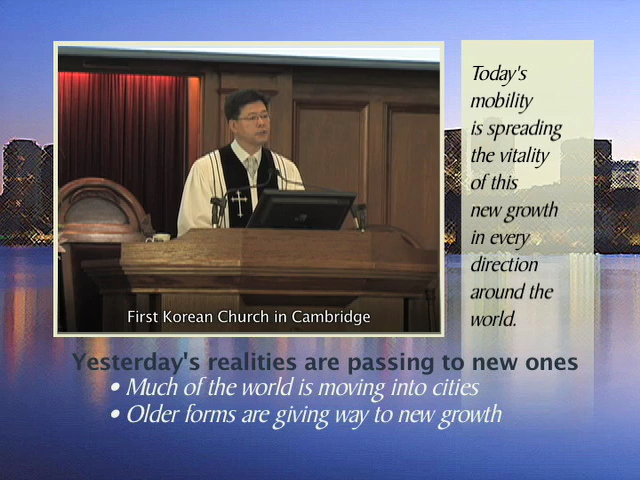 Today's
mobility
is spreading
the vitality
of this
new growth
in every
direction
around the
world.
First Korean Church in Cambridge
Yesterday's realities are passing to new ones
• Much of the world is moving into cities
• Older forms are giving way to new growth